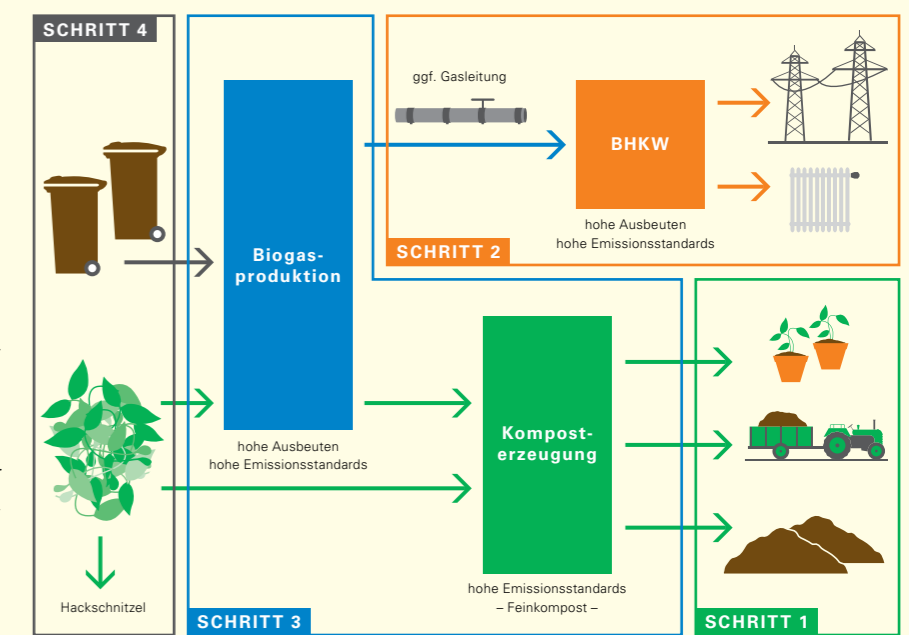 SCHRITT 4
ggf. Gasleitung
BHKW
hohe Ausbeuten
hohe Emissionsstandards
SCHRITT 2
Biogas-
produktion
hohe Ausbeuten
hohe Emissionsstandards
Kompost-
erzeugung
hohe Emissionsstandards
– Feinkompost –
Hackschnitzel
SCHRITT 3
SCHRITT 1